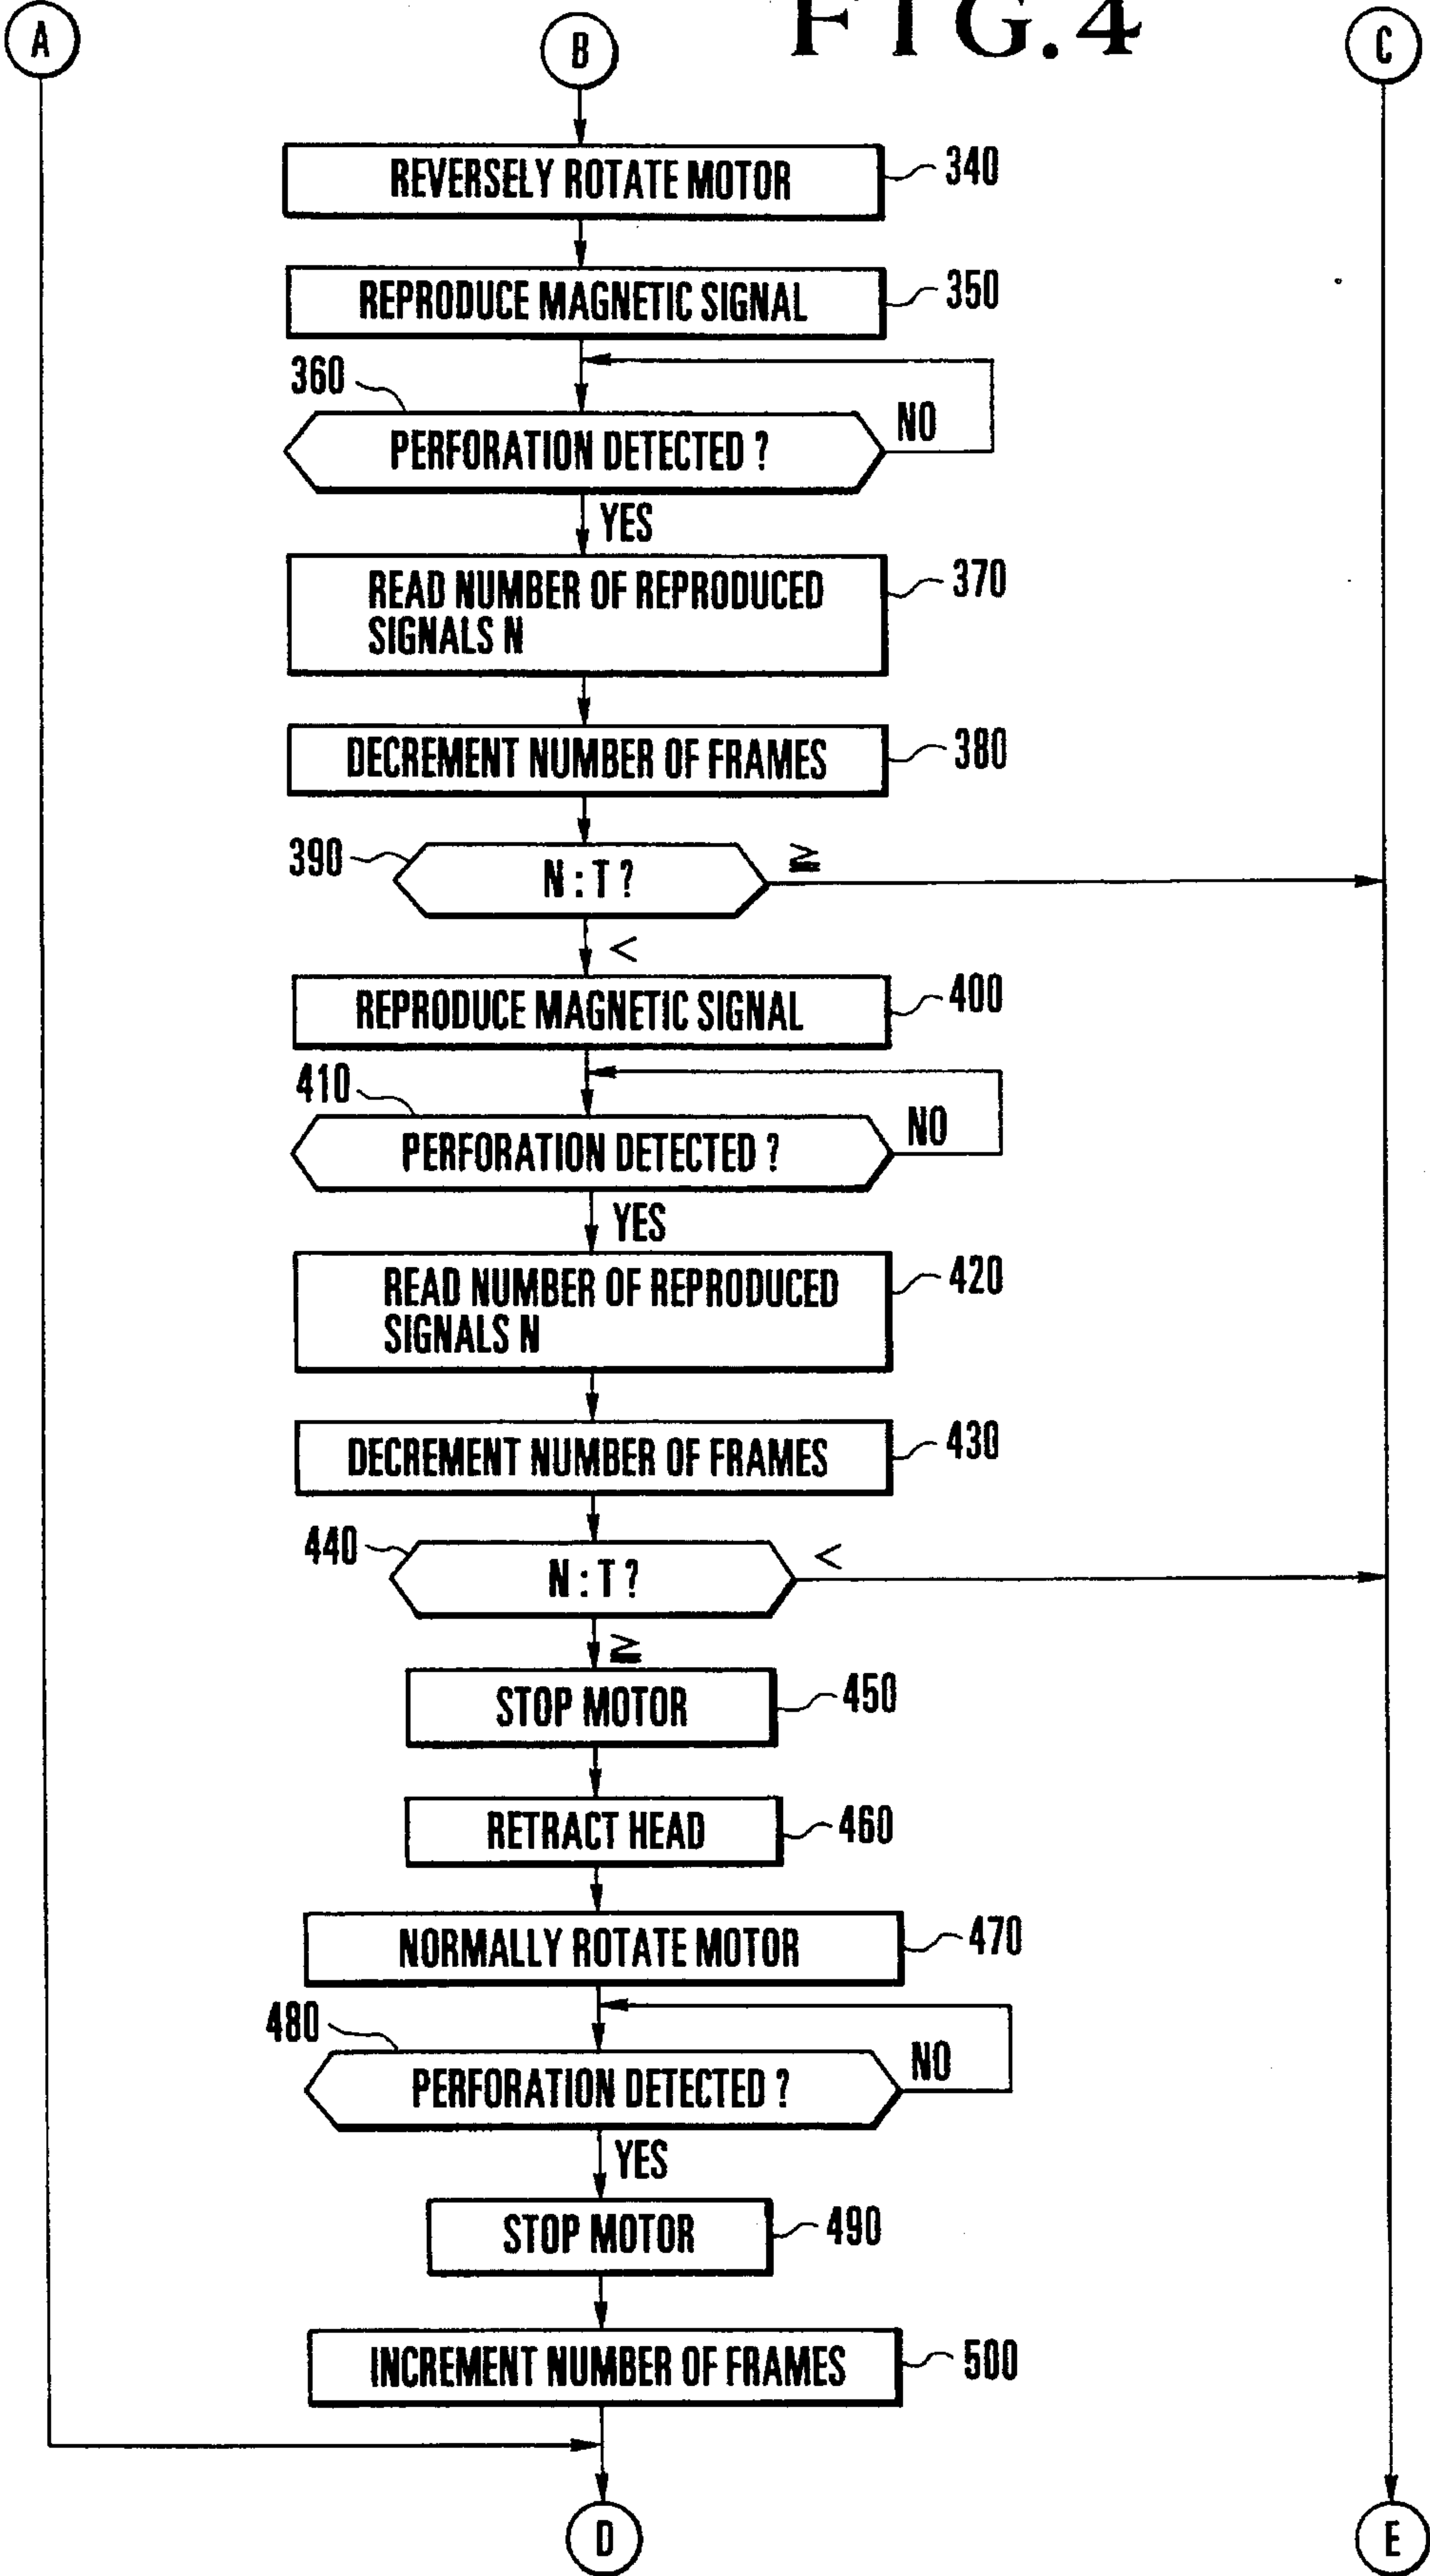 FIG. 4
A
B
C
REVERSELY ROTATE MOTOR
340
REPRODUCE MAGNETIC SIGNAL
350
360
NO
PERFORATION DETECTED ?
YES
READ NUMBER OF REPRODUCED
SIGNALS N
370
DECREMENT NUMBER OF FRAMES
380
390
N : T ?
≧
<
REPRODUCE MAGNETIC SIGNAL
400
410
NO
PERFORATION DETECTED ?
YES
READ NUMBER OF REPRODUCED
SIGNALS N
420
DECREMENT NUMBER OF FRAMES
430
440
N : T ?
<
≧
STOP MOTOR
450
RETRACT HEAD
460
NORMALLY ROTATE MOTOR
470
480
NO
PERFORATION DETECTED ?
YES
STOP MOTOR
490
INCREMENT NUMBER OF FRAMES
500
D
E